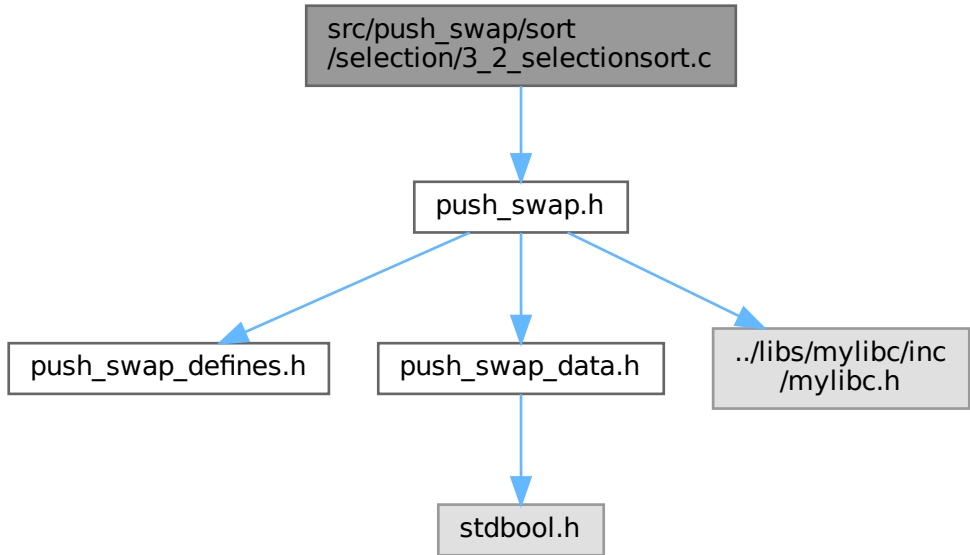 src/push_swap/sort
/selection/3_2_selectionsort.c
push_swap.h
push_swap_defines.h
push_swap_data.h
../libs/mylibc/inc
/mylibc.h
stdbool.h